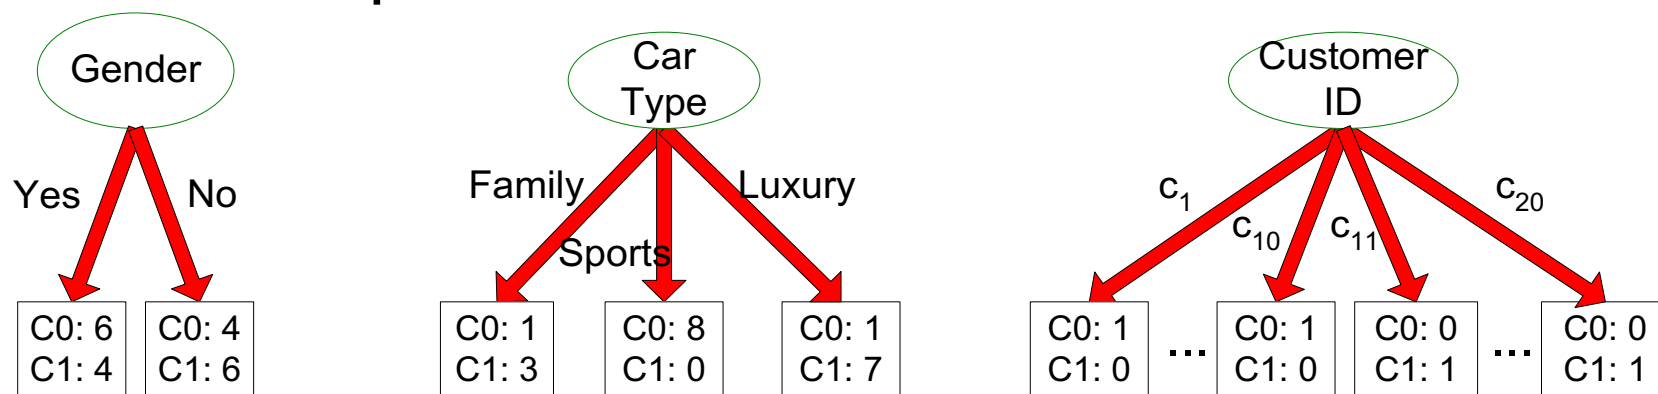 Gender
Yes
No
C0: 6
C1: 4
C0: 4
C1: 6
Car
Type
Family
Sports
Luxury
C0: 1
C1: 3
C0: 8
C1: 0
C0: 1
C1: 7
Customer
ID
c1
c10
c11
c20
C0: 1
C1: 0
...
C0: 1
C1: 0
C0: 0
C1: 1
...
C0: 0
C1: 1